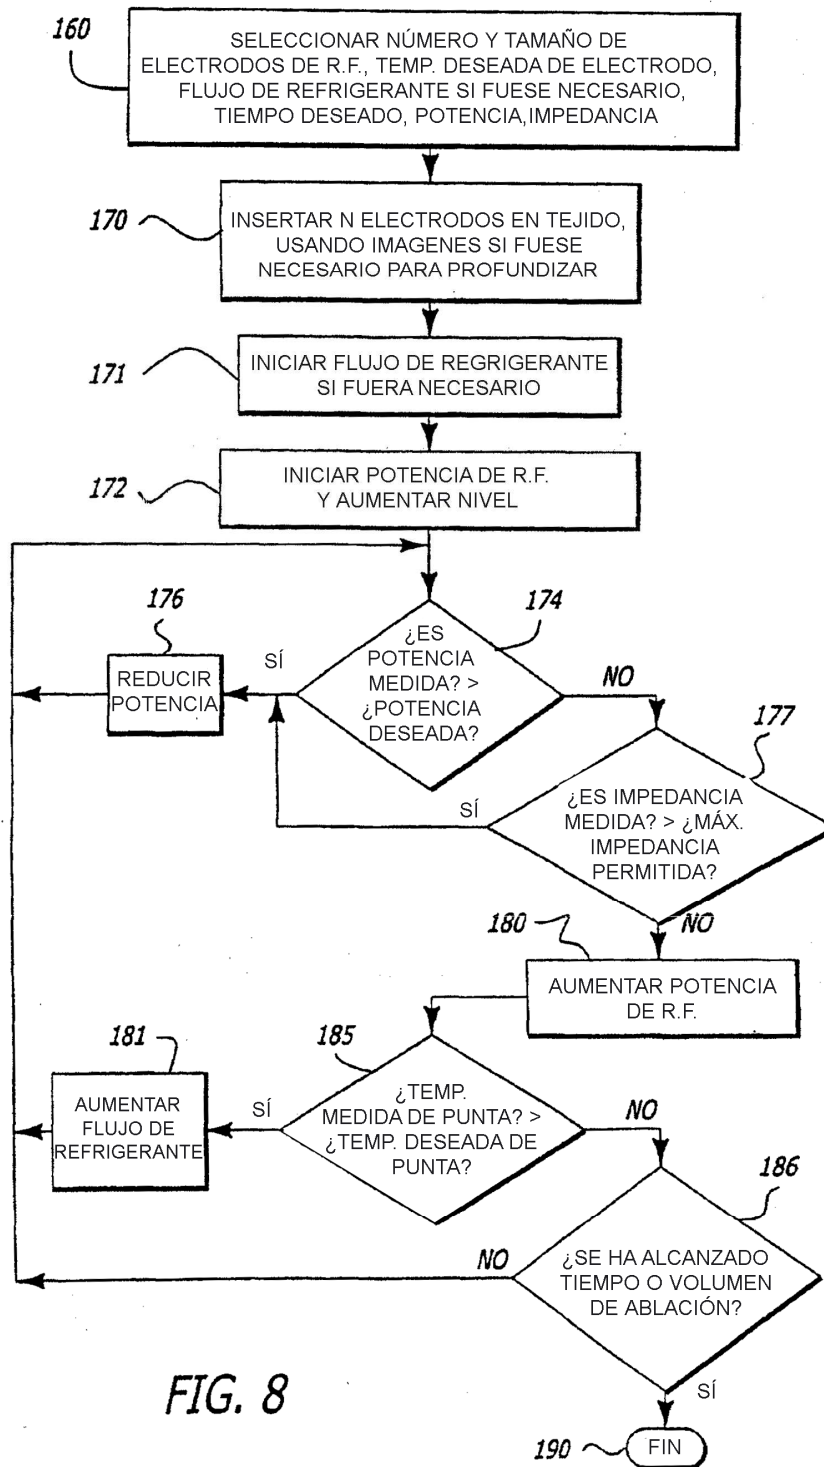 160
SELECCIONAR NÚMERO Y TAMAÑO DE
ELECTRODOS DE R.F., TEMP. DESEADA DE ELECTRODO,
FLUJO DE REFRIGERANTE SI FUESE NECESARIO,
TIEMPO DESEADO, POTENCIA,IMPEDANCIA
170
INSERTAR N ELECTRODOS EN TEJIDO,
USANDO IMAGENES SI FUESE
NECESARIO PARA PROFUNDIZAR
171
INICIAR FLUJO DE REGRIGERANTE
SI FUERA NECESARIO
172
INICIAR POTENCIA DE R.F.
Y AUMENTAR NIVEL
174
¿ES
POTENCIA
MEDIDA? >
¿POTENCIA
DESEADA?
SÍ
NO
176
REDUCIR
POTENCIA
177
¿ES IMPEDANCIA
MEDIDA? > ¿MÁX.
IMPEDANCIA
PERMITIDA?
SÍ
NO
180
AUMENTAR POTENCIA
DE R.F.
185
¿TEMP.
MEDIDA DE PUNTA? >
¿TEMP. DESEADA DE
PUNTA?
SÍ
NO
181
AUMENTAR
FLUJO DE
REFRIGERANTE
186
¿SE HA ALCANZADO
TIEMPO O VOLUMEN
DE ABLACIÓN?
NO
SÍ
190
FIN
FIG. 8